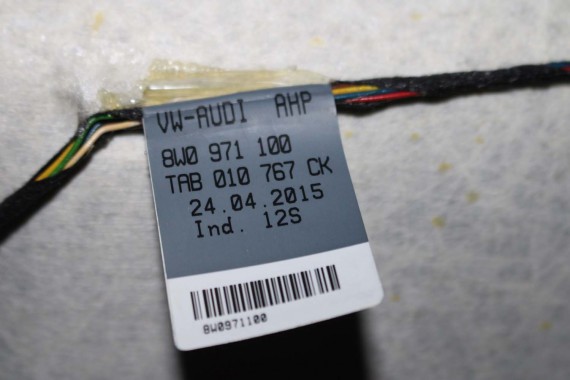 VW-AUDI AHP
8W0 971 100
TAB 010 767 CK
24.04.2015
Ind. 12S
8W0971100